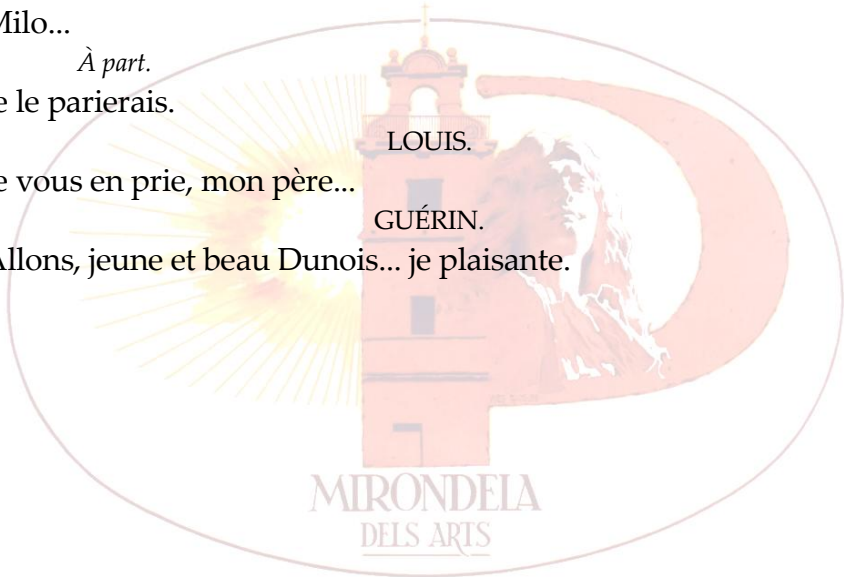 Milo...
À part.
e le parierais.
LOUIS.
e vous en prie, mon père...
GUÉRIN.
Allons, jeune et beau Dunois... je plaisante.
MIRONDELA
DELS ARTS